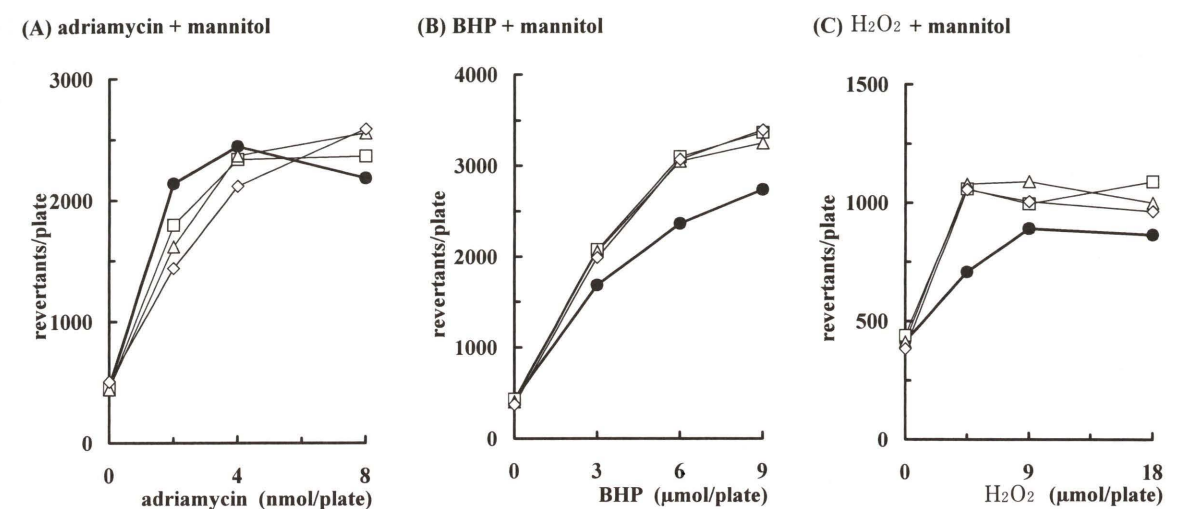 (A) adriamycin + mannitol
3000
2000
1000
0
revertants/plate
0 4 8
adriamycin (nmol/plate)
(B) BHP + mannitol
4000
3000
2000
1000
0
revertants/plate
0 3 6 9
BHP (μmol/plate)
(C) H2O2 + mannitol
1500
1000
500
0
revertants/plate
0 9 18
H2O2 (μmol/plate)